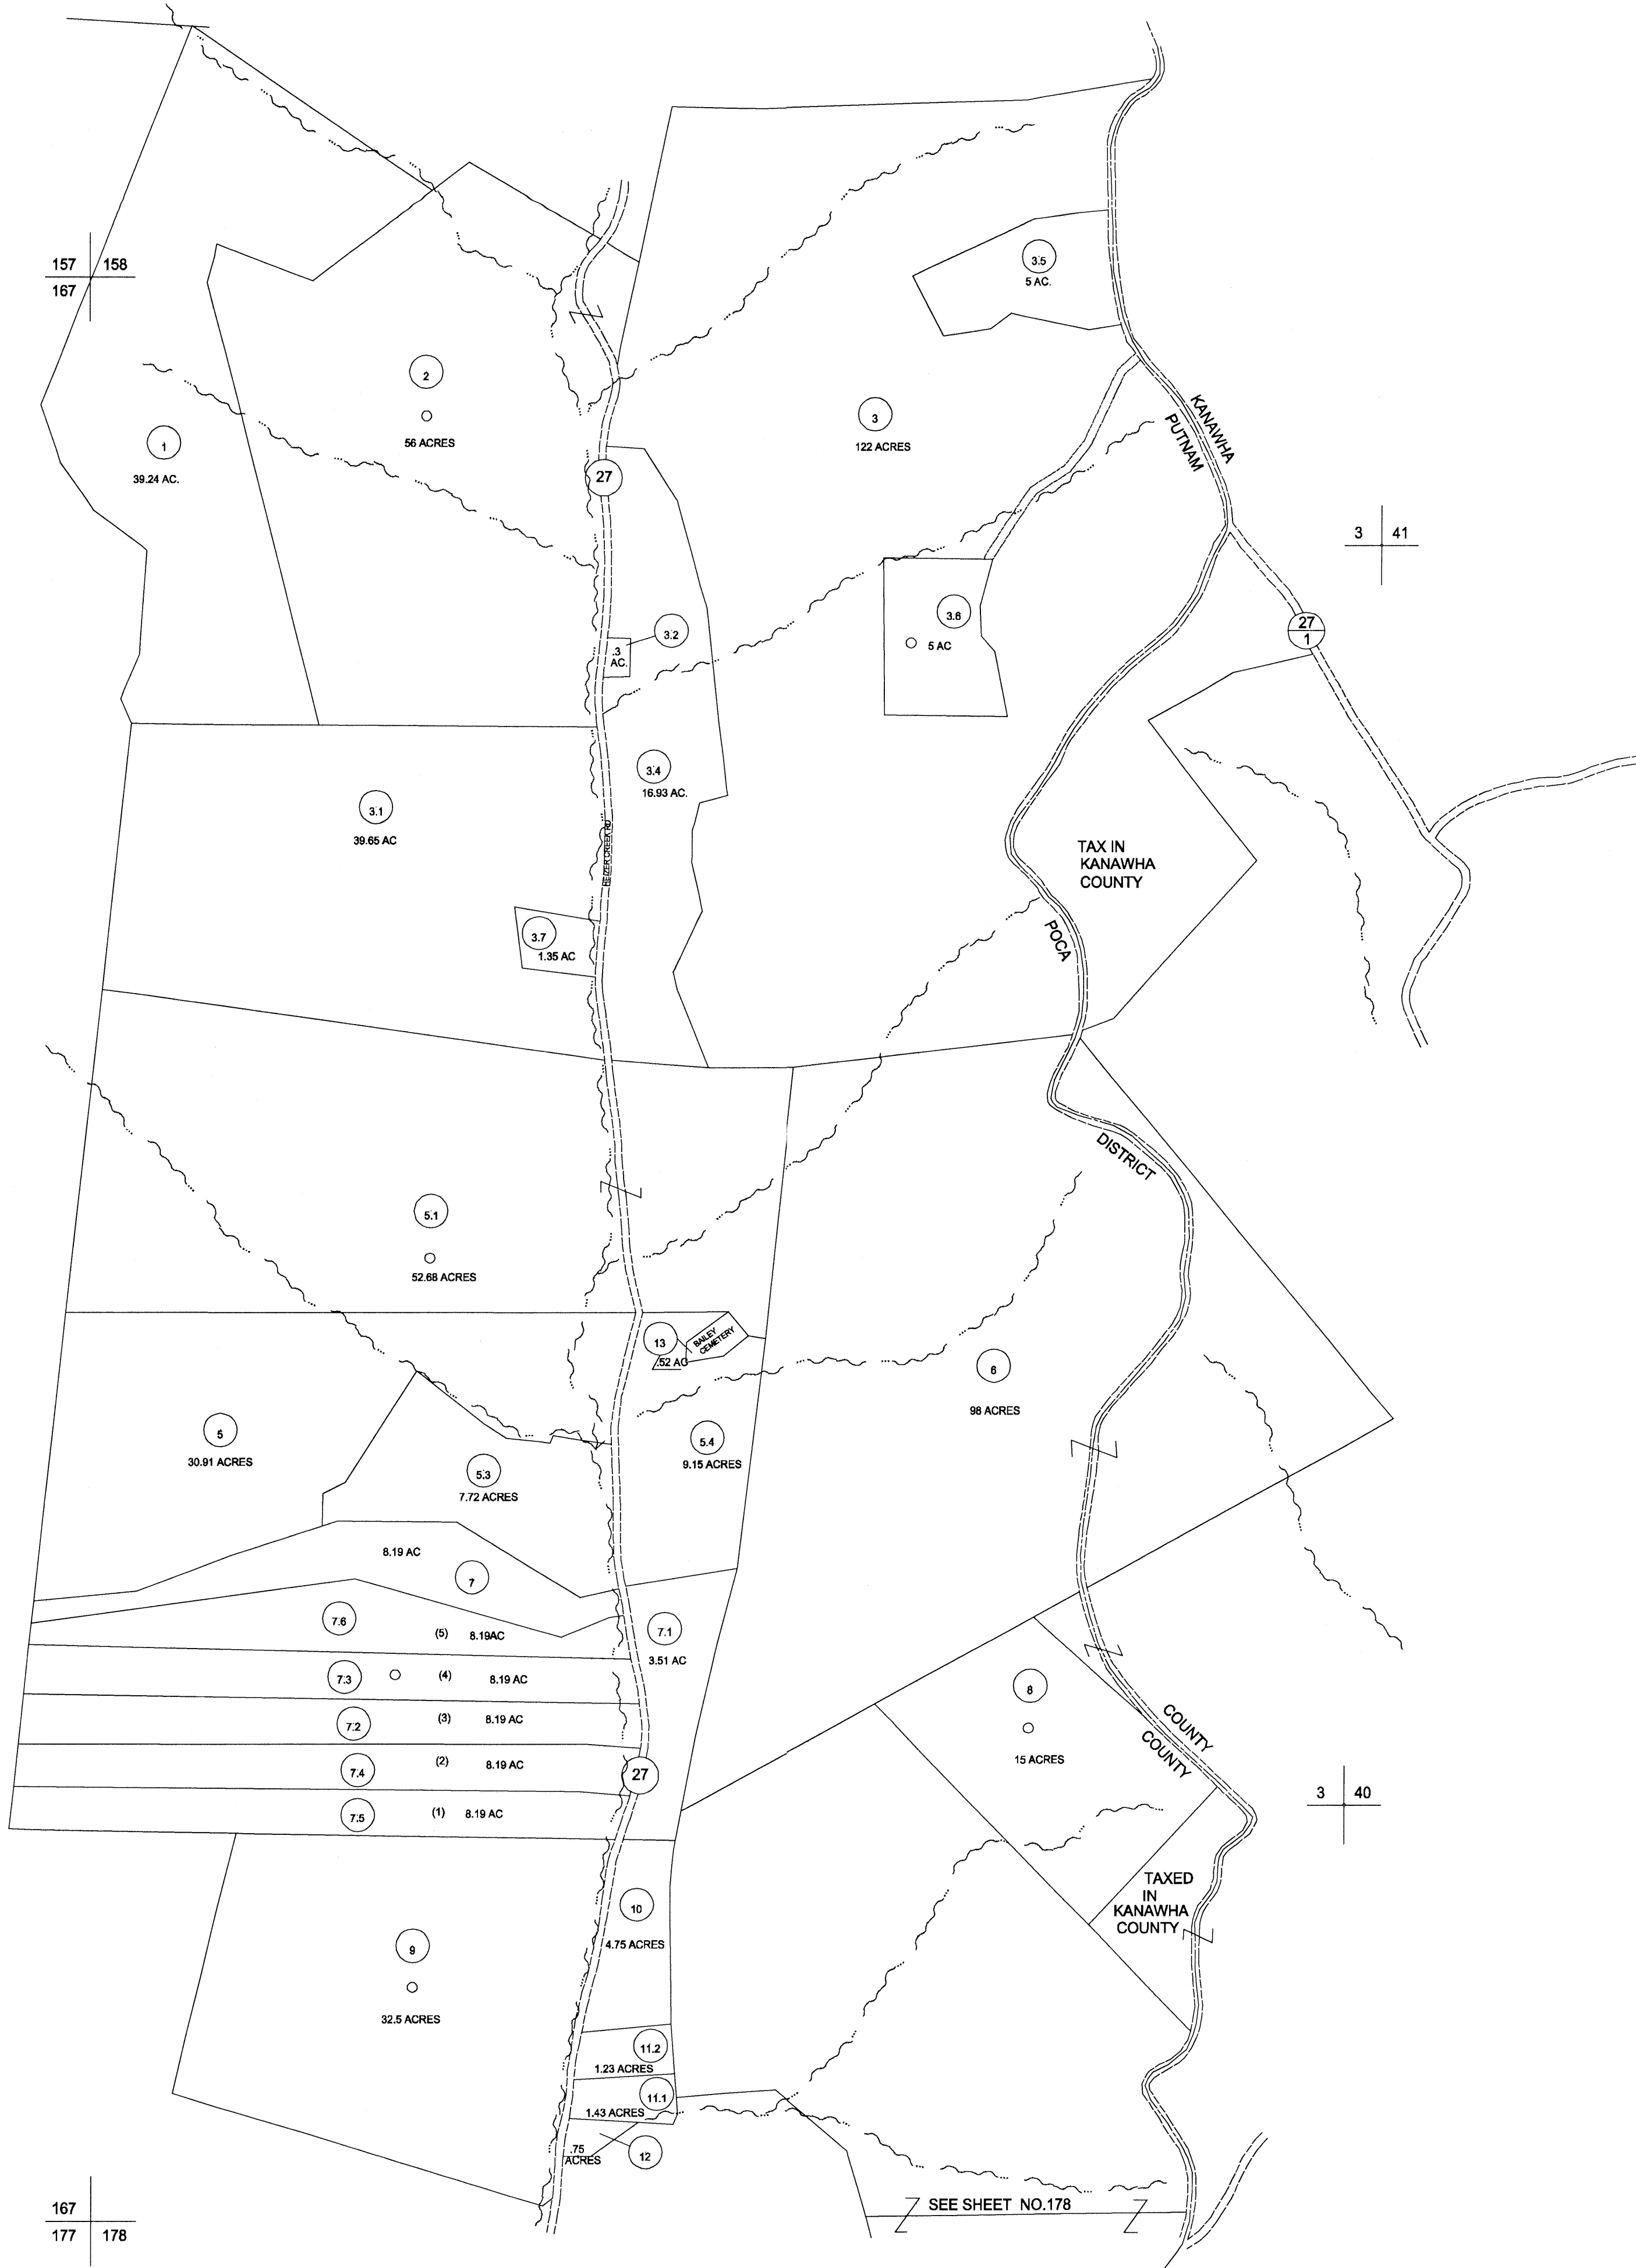 157 158
167
3.5
5 AC.
2
56 ACRES
1
39.24 AC.
3
122 ACRES
KANAWHA
PUTNAM
27
3 41
3.6
5 AC
27
1
3.2
.3
AC.
3.4
16.93 AC.
3.1
39.65 AC
TAX IN
KANAWHA
COUNTY
3.7
1.35 AC
POCA
DISTRICT
5.1
52.68 ACRES
13
BAILEY
CEMETERY
.52 AC
6
98 ACRES
5
30.91 ACRES
5.4
9.15 ACRES
5.3
7.72 ACRES
8.19 AC
7
7.6
(5) 8.19AC
7.1
3.51 AC
7.3 (4) 8.19 AC
7.2 (3) 8.19 AC
7.4 (2) 8.19 AC
7.5 (1) 8.19 AC
27
8
15 ACRES
COUNTY
COUNTY
3 40
TAXED
IN
KANAWHA
COUNTY
10
4.75 ACRES
9
32.5 ACRES
11.2
1.23 ACRES
11.1
1.43 ACRES
.75
ACRES
12
SEE SHEET NO.178
167
177 178